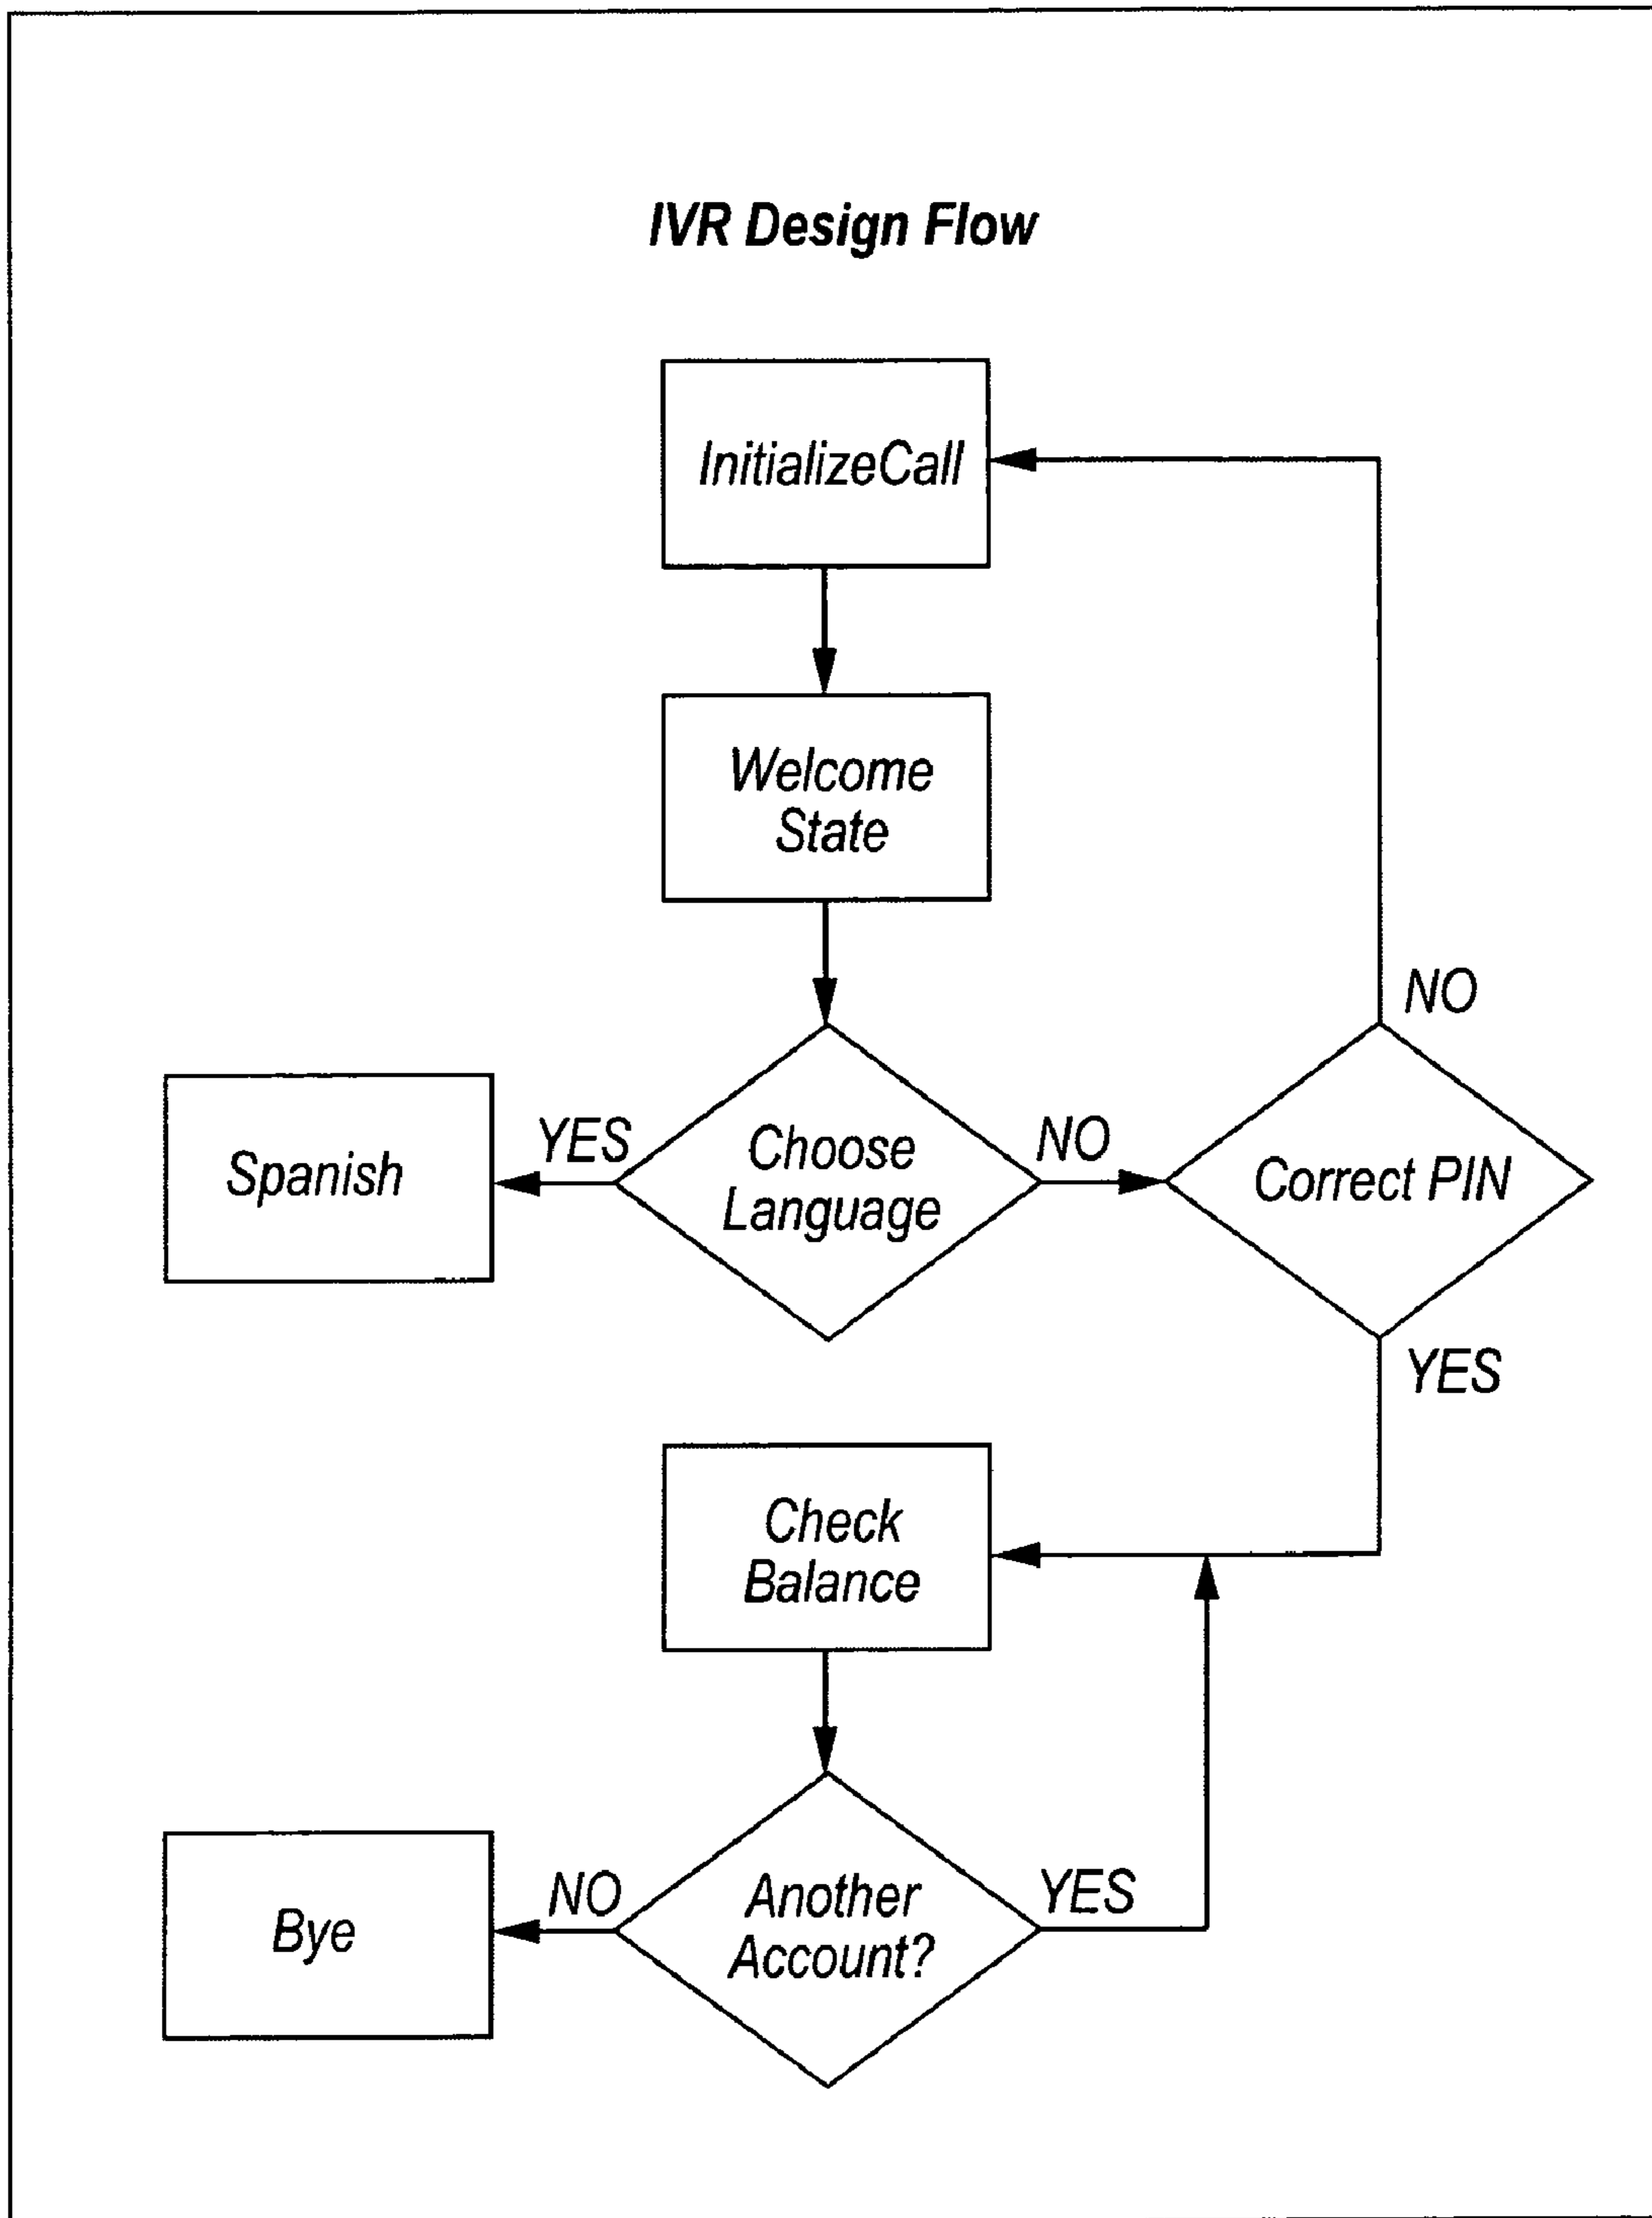 IVR Design Flow
InitializeCall
Welcome
State
NO
Spanish
YES
Choose
Language
NO
Correct PIN
YES
Check
Balance
Bye
NO
Another
Account?
YES